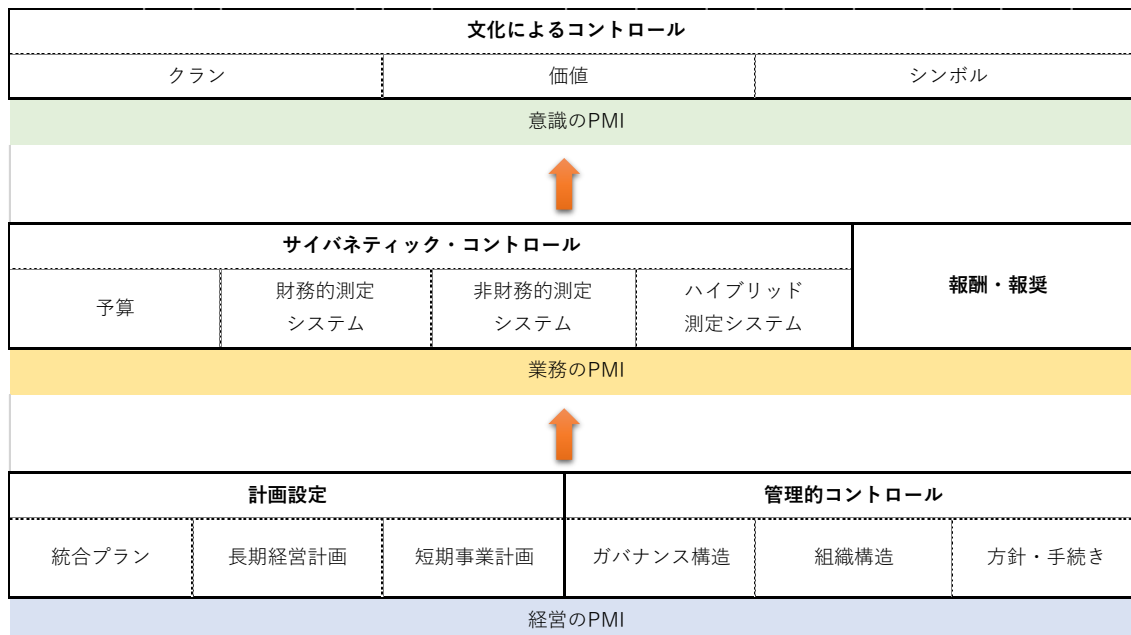 文化によるコントロール
クラン
価値
シンボル
意識のPMI
サイバネティック・コントロール
予算
財務的測定
システム
非財務的測定
システム
ハイブリッド
測定システム
報酬・報奨
業務のPMI
計画設定
管理的コントロール
統合プラン
長期経営計画
短期事業計画
ガバナンス構造
組織構造
方針・手続き
経営のPMI